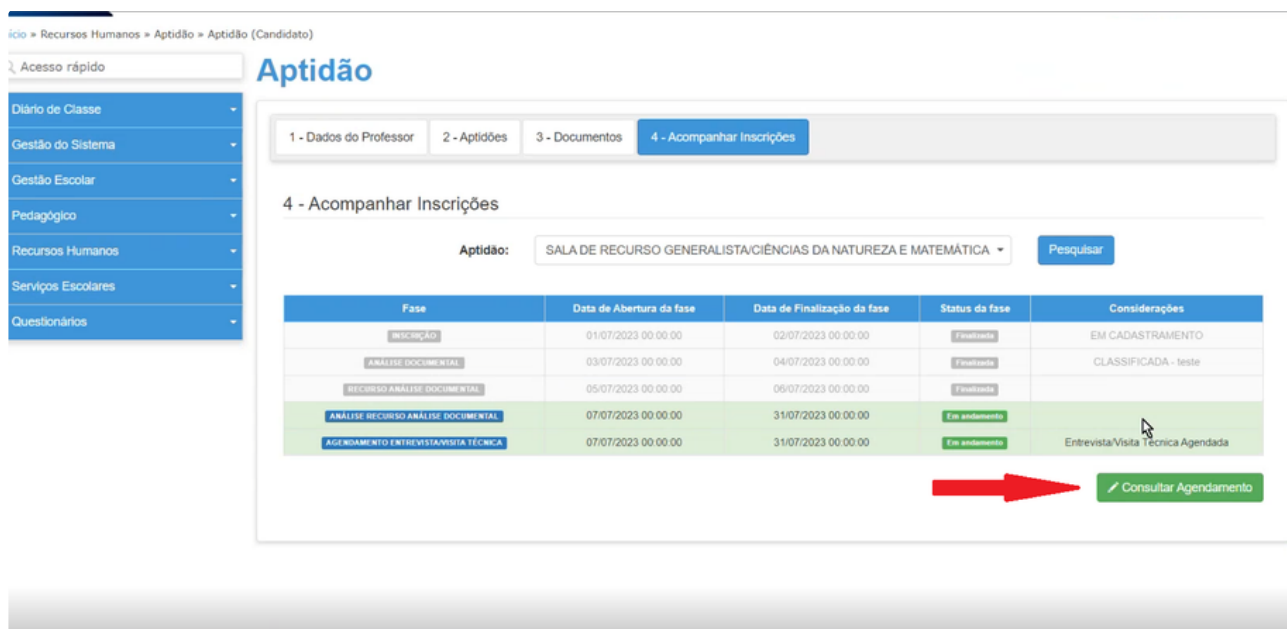 ício » Recursos Humanos » Aptidão » Aptidão (Candidato)
Acesso rápido
Aptidão
Diário de Classe
Gestão do Sistema
Gestão Escolar
Pedagógico
Recursos Humanos
Serviços Escolares
Questionários
1 - Dados do Professor 2 - Aptidões 3 - Documentos 4 - Acompanhar Inscrições
4 - Acompanhar Inscrições
Aptidão: SALA DE RECURSO GENERALISTA/CIÊNCIAS DA NATUREZA E MATEMÁTICA Pesquisar
Fase Data de Abertura da fase Data de Finalização da fase Status da fase Considerações
INSCRIÇÃO 01/07/2023 00:00:00 02/07/2023 00:00:00 Finalizada EM CADASTRAMENTO
ANÁLISE DOCUMENTAL 03/07/2023 00:00:00 04/07/2023 00:00:00 Finalizada CLASSIFICADA - teste
RECURSO ANÁLISE DOCUMENTAL 05/07/2023 00:00:00 06/07/2023 00:00:00 Finalizada
ANÁLISE RECURSO ANÁLISE DOCUMENTAL 07/07/2023 00:00:00 31/07/2023 00:00:00 Em andamento
AGENDAMENTO ENTREVISTA/VISITA TÉCNICA 07/07/2023 00:00:00 31/07/2023 00:00:00 Em andamento Entrevista/Visita Técnica Agendada
Consultar Agendamento